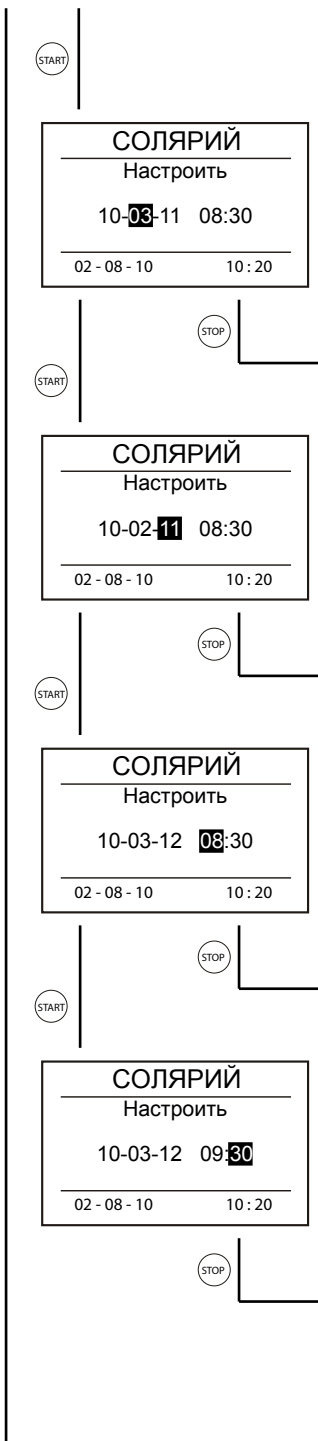 START
СОЛЯРИЙ
Настроить
10-03-11 08:30
02 - 08 - 10 10 : 20
STOP
START
СОЛЯРИЙ
Настроить
10-02-11 08:30
02 - 08 - 10 10 : 20
STOP
START
СОЛЯРИЙ
Настроить
10-03-12 08:30
02 - 08 - 10 10 : 20
STOP
START
СОЛЯРИЙ
Настроить
10-03-12 09:30
02 - 08 - 10 10 : 20
STOP